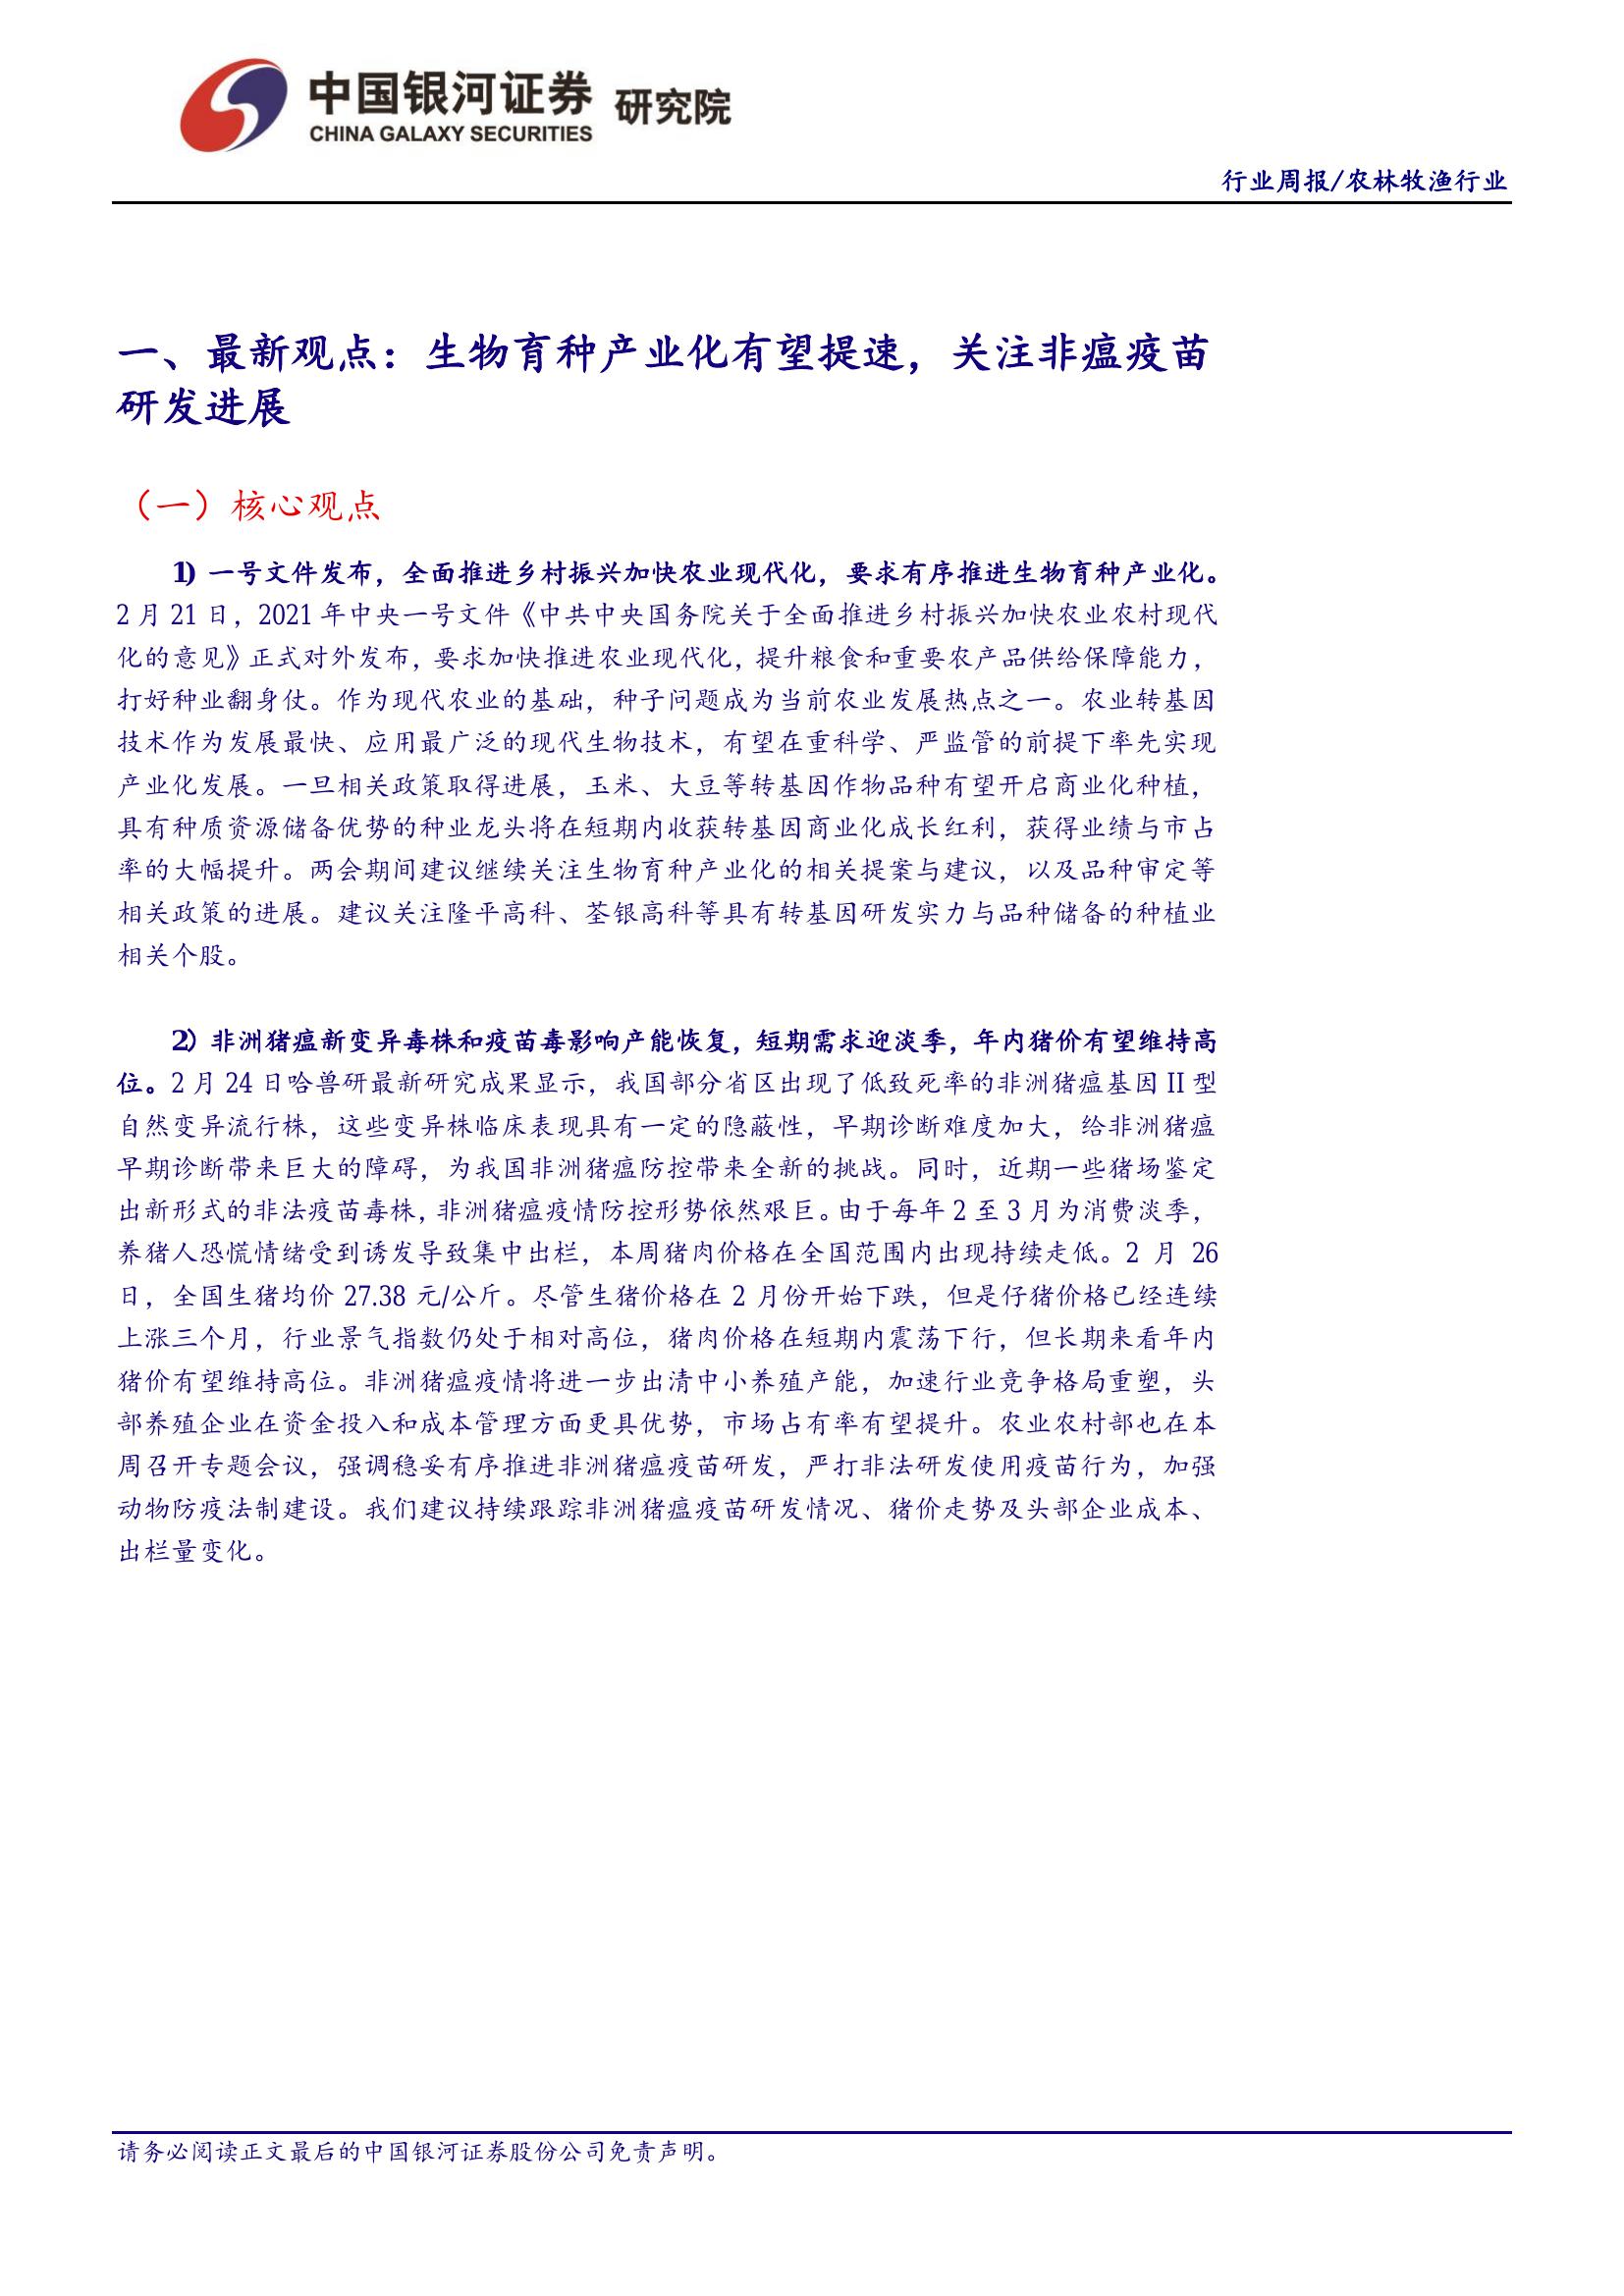 中国银河证券 研究院
CHINA GALAXY SECURITIES
行业周报/农林牧渔行业
一、最新观点：生物育种产业化有望提速，关注非瘟疫苗
研发进展
（一）核心观点
1) 一号文件发布，全面推进乡村振兴加快农业现代化，要求有序推进生物育种产业化。
2 月 21 日，2021 年中央一号文件《中共中央国务院关于全面推进乡村振兴加快农业农村现代
化的意见》正式对外发布，要求加快推进农业现代化，提升粮食和重要农产品供给保障能力，
打好种业翻身仗。作为现代农业的基础，种子问题成为当前农业发展热点之一。农业转基因
技术作为发展最快、应用最广泛的现代生物技术，有望在重科学、严监管的前提下率先实现
产业化发展。一旦相关政策取得进展，玉米、大豆等转基因作物品种有望开启商业化种植，
具有种质资源储备优势的种业龙头将在短期内收获转基因商业化成长红利，获得业绩与市占
率的大幅提升。两会期间建议继续关注生物育种产业化的相关提案与建议，以及品种审定等
相关政策的进展。建议关注隆平高科、荃银高科等具有转基因研发实力与品种储备的种植业
相关个股。
2) 非洲猪瘟新变异毒株和疫苗毒影响产能恢复，短期需求迎淡季，年内猪价有望维持高
位。2 月 24 日哈兽研最新研究成果显示，我国部分省区出现了低致死率的非洲猪瘟基因 II 型
自然变异流行株，这些变异株临床表现具有一定的隐蔽性，早期诊断难度加大，给非洲猪瘟
早期诊断带来巨大的障碍，为我国非洲猪瘟防控带来全新的挑战。同时，近期一些猪场鉴定
出新形式的非法疫苗毒株，非洲猪瘟疫情防控形势依然艰巨。由于每年 2 至 3 月为消费淡季，
养猪人恐慌情绪受到诱发导致集中出栏，本周猪肉价格在全国范围内出现持续走低。2 月 26
日，全国生猪均价 27.38 元/公斤。尽管生猪价格在 2 月份开始下跌，但是仔猪价格已经连续
上涨三个月，行业景气指数仍处于相对高位，猪肉价格在短期内震荡下行，但长期来看年内
猪价有望维持高位。非洲猪瘟疫情将进一步出清中小养殖产能，加速行业竞争格局重塑，头
部养殖企业在资金投入和成本管理方面更具优势，市场占有率有望提升。农业农村部也在本
周召开专题会议，强调稳妥有序推进非洲猪瘟疫苗研发，严打非法研发使用疫苗行为，加强
动物防疫法制建设。我们建议持续跟踪非洲猪瘟疫苗研发情况、猪价走势及头部企业成本、
出栏量变化。
请务必阅读正文最后的中国银河证券股份公司免责声明。